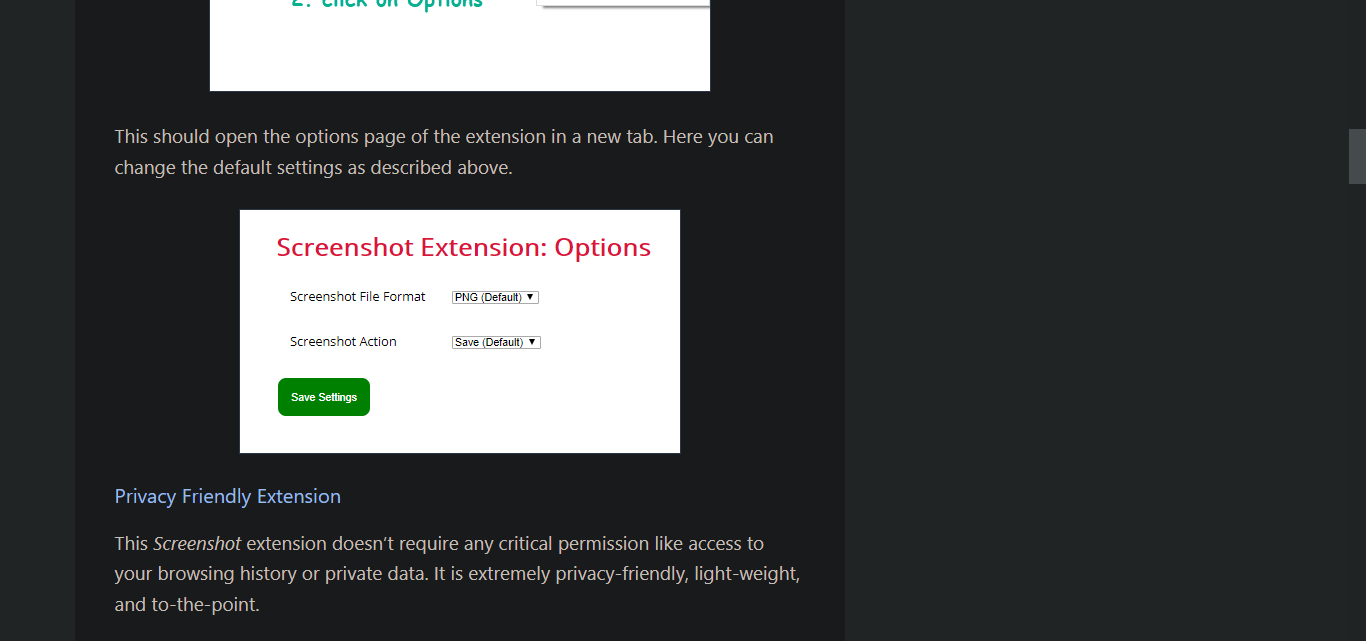 2. Click on Options
This should open the options page of the extension in a new tab. Here you can
change the default settings as described above.
Screenshot Extension: Options
Screenshot File Format PNG (Default) ▼
Screenshot Action Save (Default) ▼
Save Settings
Privacy Friendly Extension
This Screenshot extension doesn’t require any critical permission like access to
your browsing history or private data. It is extremely privacy-friendly, light-weight,
and to-the-point.